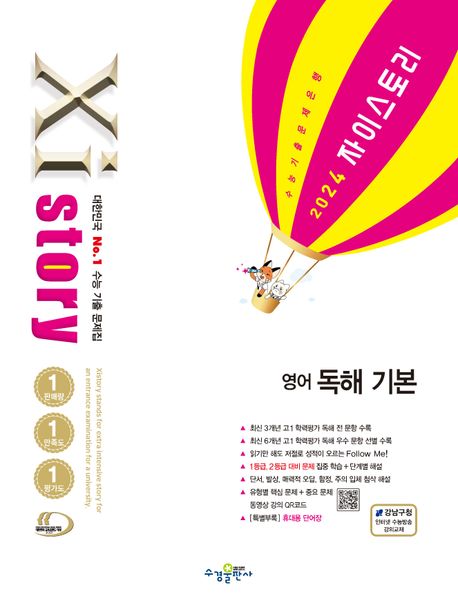 Xi
story
대한민국 No.1 수능 기출 문제집
Xistory stands for extra intensive story for
an entrance examination for a university.
1
판매량
1
만족도
1
평가도
수능기출문제은행
2024 자이스토리
영어 독해 기본
▲ 최신 3개년 고1 학력평가 독해 전 문항 수록
▲ 최신 6개년 고1 학력평가 독해 우수 문항 선별 수록
▲ 읽기만 해도 저절로 성적이 오르는 Follow Me!
▲ 1등급, 2등급 대비 문제 집중 학습 + 단계별 해설
▲ 단서, 발상, 매력적 오답, 함정, 주의 입체 첨삭 해설
▲ 유형별 핵심 문제 + 중요 문제
동영상 강의 QR코드
▲ [특별부록] 휴대용 단어장
강남구청
인터넷 수능방송
강의교재
수경출판사